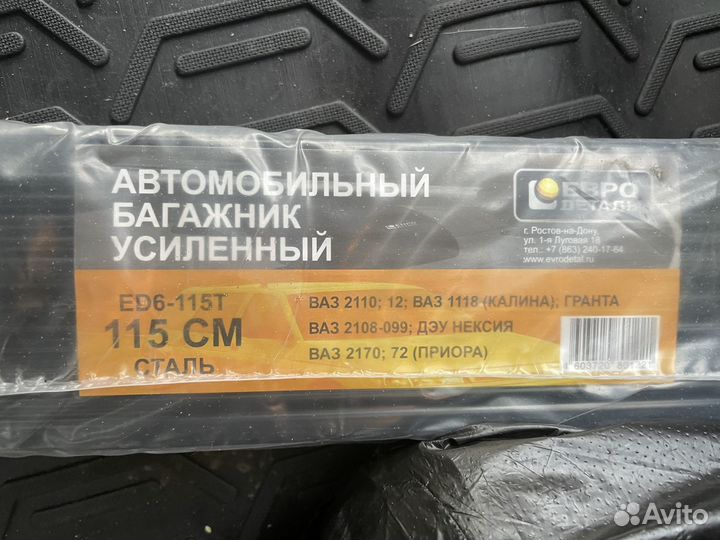 АВТОМОБИЛЬНЫЙ
БАГАЖНИК
УСИЛЕННЫЙ
ЕВРО
ДЕТАЛЬ
г. Ростов-на-Дону,
ул. 1-я Луговая 18
тел.: +7 (863) 240-17-64
www.evrodetal.ru
ED6-115T
115 СМ
СТАЛЬ
ВАЗ 2110; 12; ВАЗ 1118 (КАЛИНА); ГРАНТА
ВАЗ 2108-099; ДЭУ НЕКСИЯ
ВАЗ 2170; 72 (ПРИОРА)
Avito